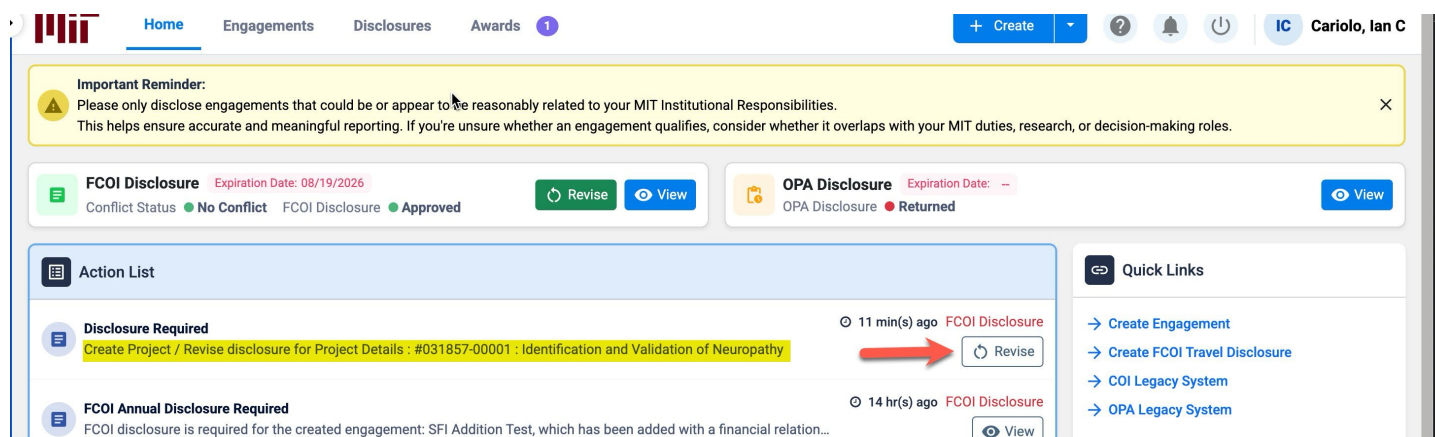 MIT
Home Engagements Disclosures Awards 1 + Create IC Cariolo, Ian C
Important Reminder:
Please only disclose engagements that could be or appear to be reasonably related to your MIT Institutional Responsibilities.
This helps ensure accurate and meaningful reporting. If you're unsure whether an engagement qualifies, consider whether it overlaps with your MIT duties, research, or decision-making roles.
FCOI Disclosure Expiration Date: 08/19/2026
Conflict Status No Conflict FCOI Disclosure Approved
Revise View
OPA Disclosure Expiration Date: --
OPA Disclosure Returned
View
Action List
Disclosure Required
11 min(s) ago FCOI Disclosure
Create Project / Revise disclosure for Project Details : #031857-00001 : Identification and Validation of Neuropathy
Revise
FCOI Annual Disclosure Required
14 hr(s) ago FCOI Disclosure
FCOI disclosure is required for the created engagement: SFI Addition Test, which has been added with a financial relation...
View
Quick Links
Create Engagement
Create FCOI Travel Disclosure
COI Legacy System
OPA Legacy System